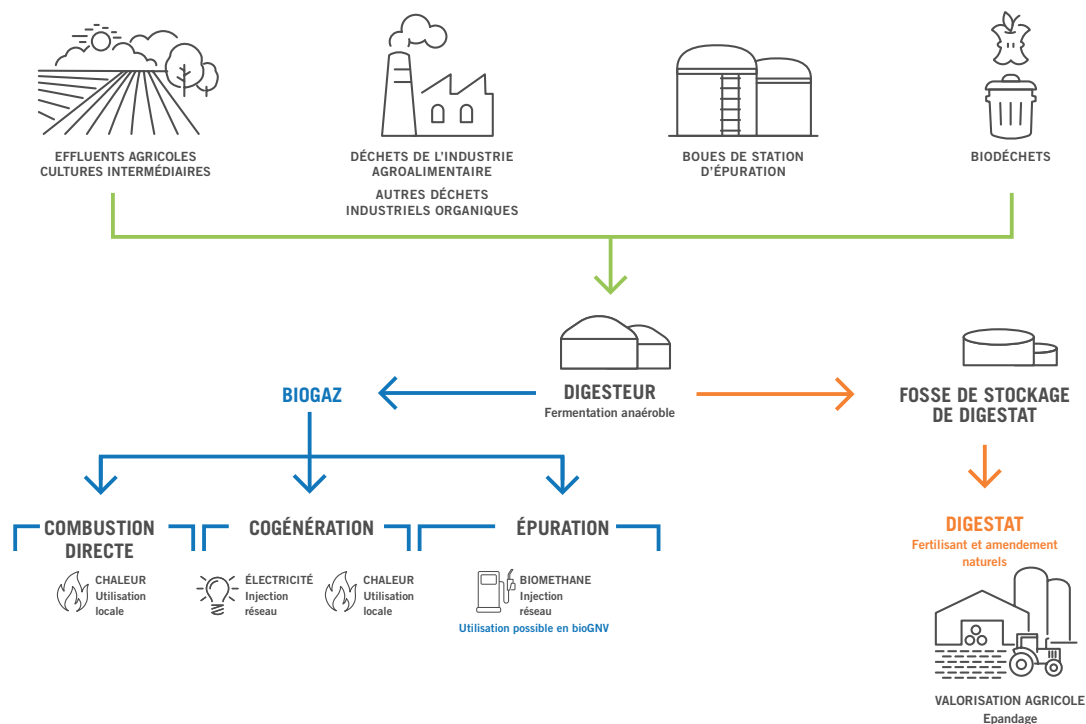 EFFLUENTS AGRICOLES
CULTURES INTERMÉDIAIRES
DÉCHETS DE L'INDUSTRIE
AGROALIMENTAIRE
AUTRES DÉCHETS
INDUSTRIELS ORGANIQUES
BOUES DE STATION
D'ÉPURATION
BIODÉCHETS
BIOGAZ
DIGESTEUR
Fermentation anaéroble
FOSSE DE STOCKAGE
DE DIGESTAT
COMBUSTION
DIRECTE
CHALEUR
Utilisation
locale
COGÉNÉRATION
ÉLECTRICITÉ
Injection
réseau
CHALEUR
Utilisation
locale
ÉPURATION
BIOMETHANE
Injection
réseau
Utilisation possible en bioGNV
DIGESTAT
Fertilisant et amendement
naturels
VALORISATION AGRICOLE
Epandage